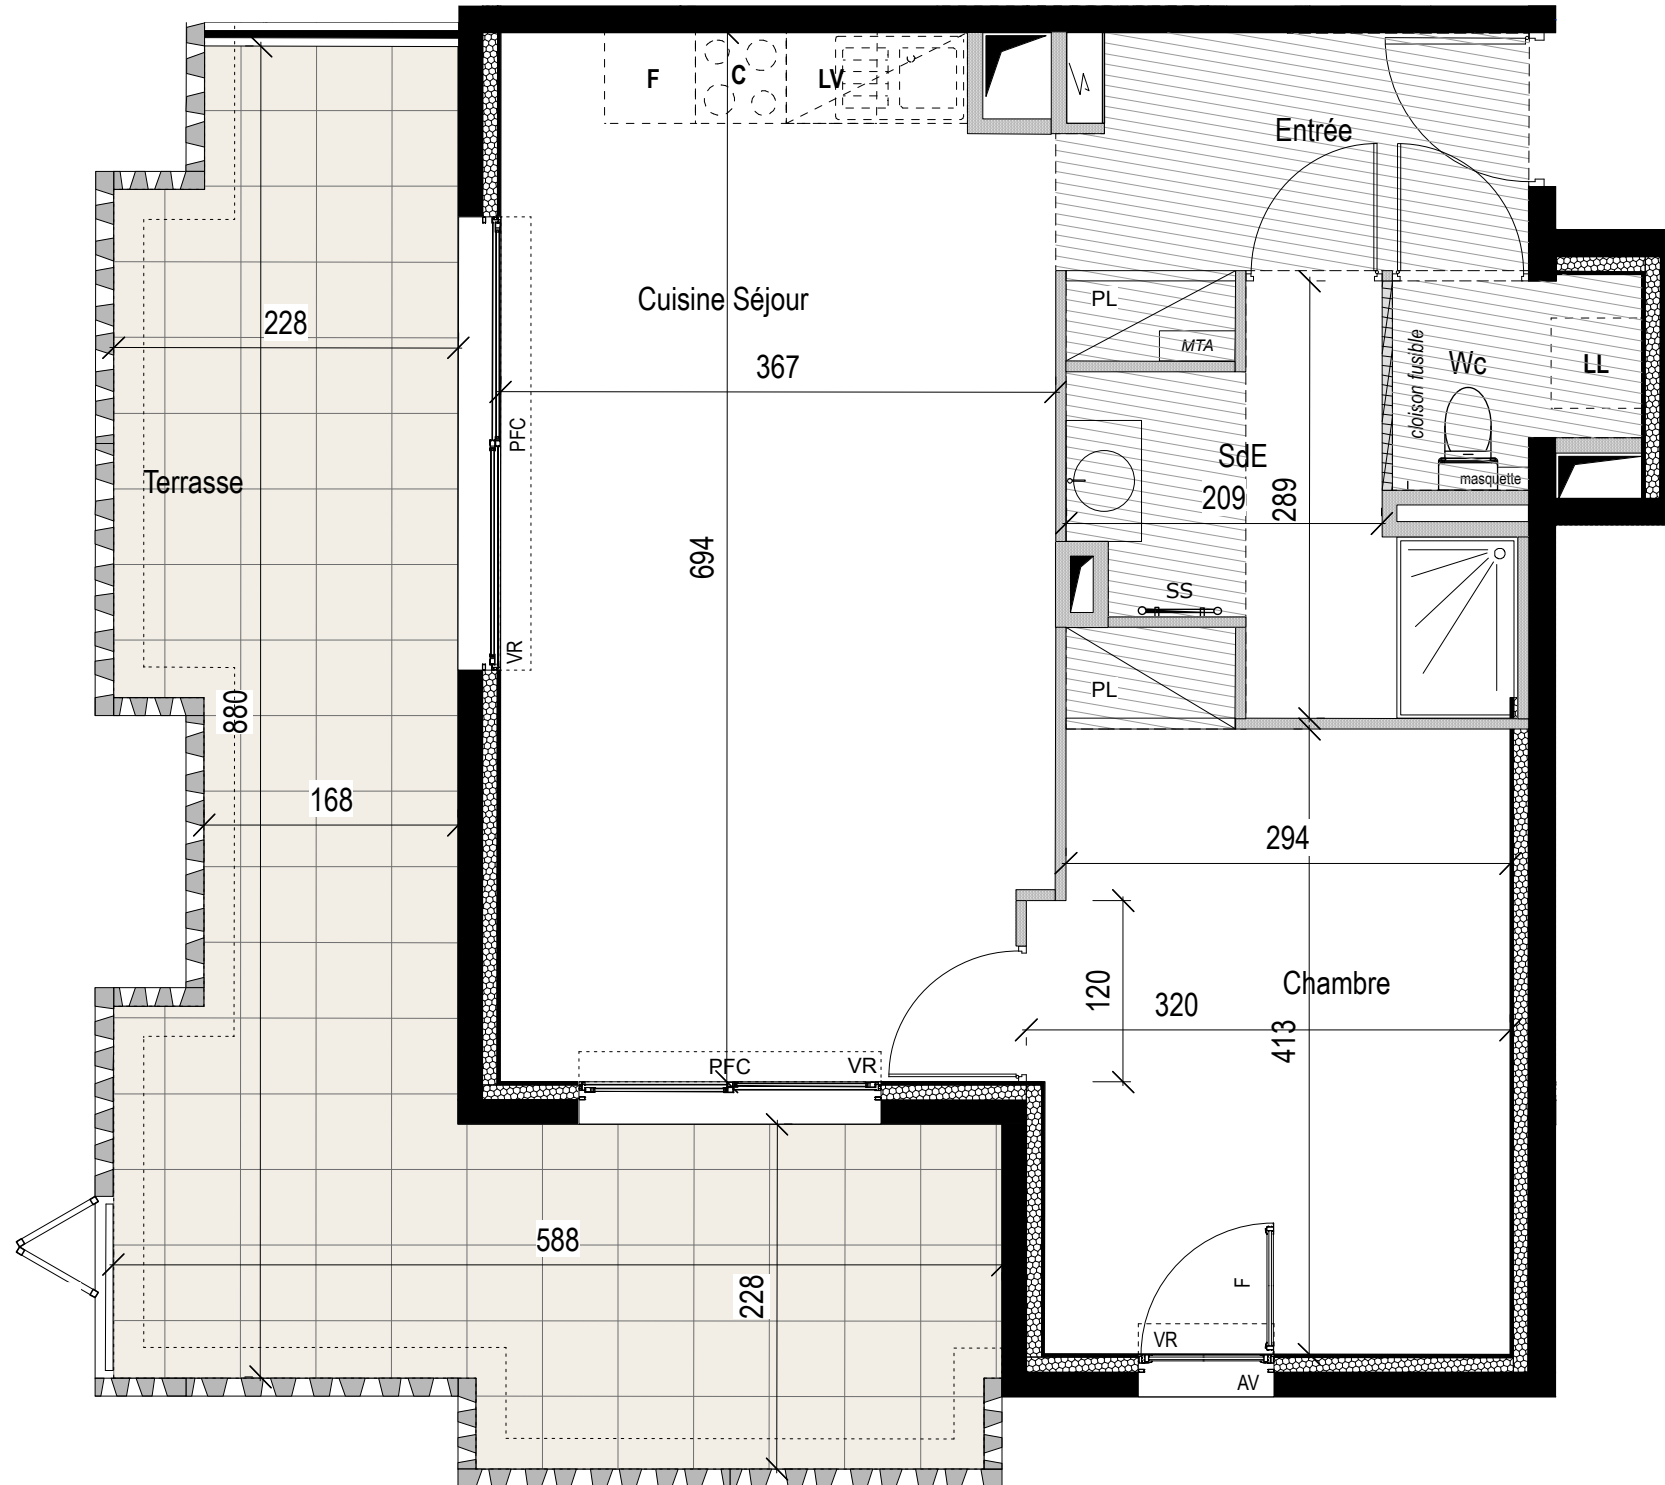 F
C
LV
Entrée
Cuisine Séjour
PL
MTA
228
367
cloison fusible
Wc
LL
PFC
Terrasse
SdE
209
289
masquette
694
SS
VR
PL
880
168
294
120
Chambre
320
413
PFC
VR
588
228
F
VR
AV